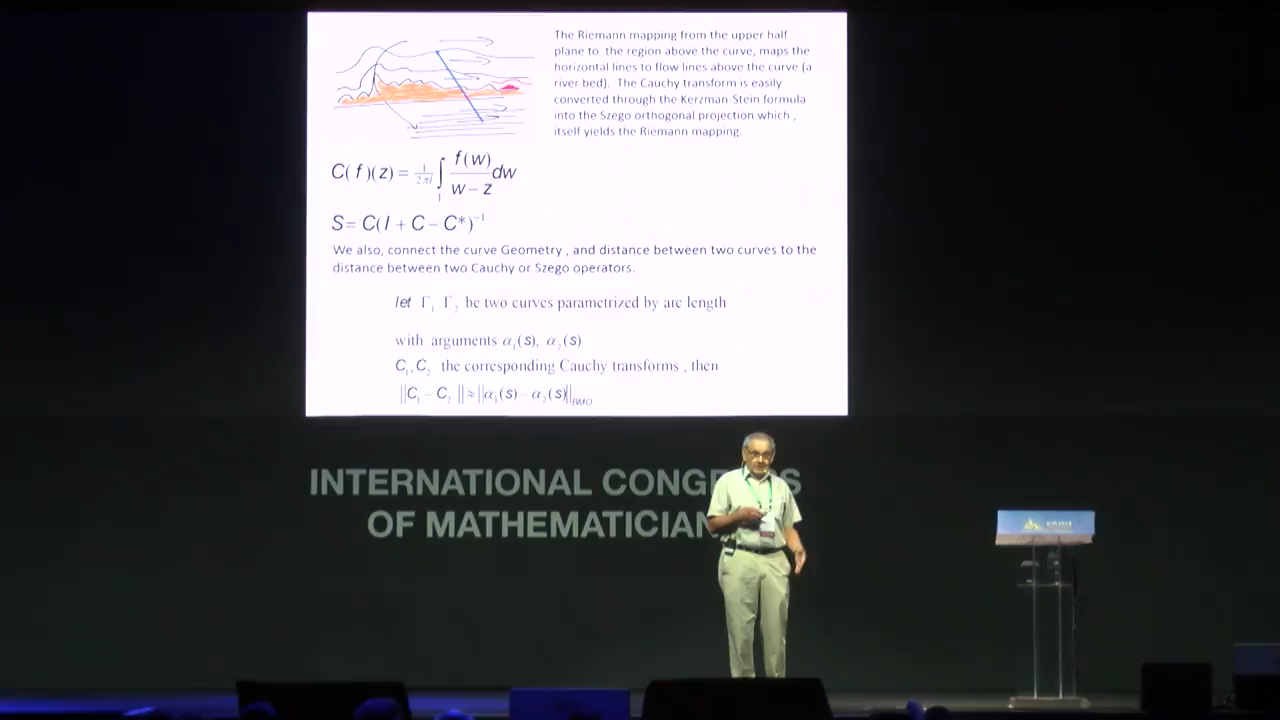 The Riemann mapping from the upper half
plane to the region above the curve, maps the
horizontal lines to flow lines above the curve (a
river bed). The Cauchy transform is easily
converted through the Kerzman-Stein formula
into the Szego orthogonal projection which ,
itself yields the Riemann mapping.
C(f)(z) = 1/2πi ∫_Γ f(w)/w − z dw
S = C(I + C − C*)⁻¹
We also, connect the curve Geometry , and distance between two curves to the
distance between two Cauchy or Szego operators.
let Γ₁ Γ₂ be two curves parametrized by arc length
with arguments α₁(s), α₂(s)
C₁, C₂ the corresponding Cauchy transforms , then
||C₁ − C₂ || ≈ ||α₁(s) − α₂(s)||_BMO
INTERNATIONAL CONG S
OF MATHEMATICIAN